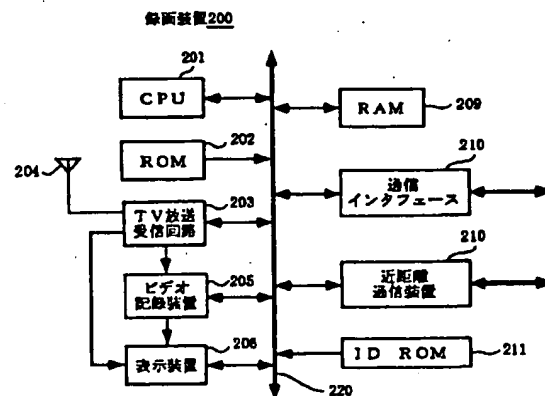 録画装置200
201
CPU
RAM
209
202
ROM
204
210
通信
インタフェース
203
TV放送
受信回路
210
近距離
通信装置
205
ビデオ
記録装置
206
表示装置
ID ROM
211
220